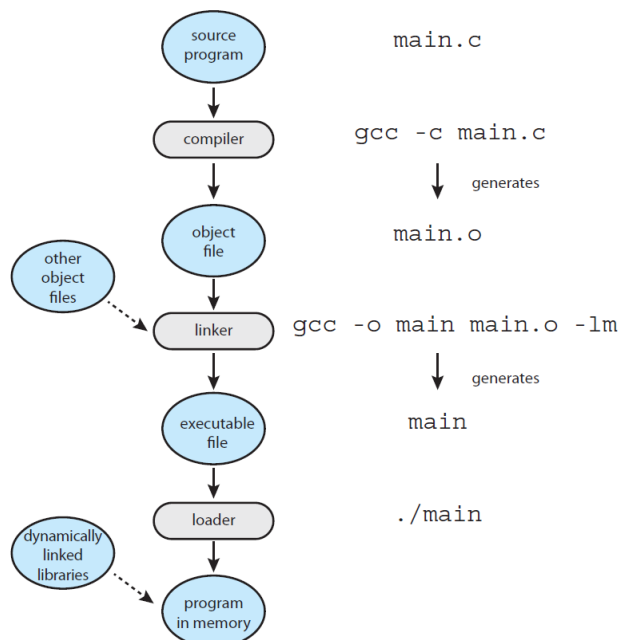 source
program
main.c
compiler
gcc -c main.c
generates
object
file
main.o
other
object
files
linker
gcc -o main main.o -lm
generates
executable
file
main
loader
./main
dynamically
linked
libraries
program
in memory